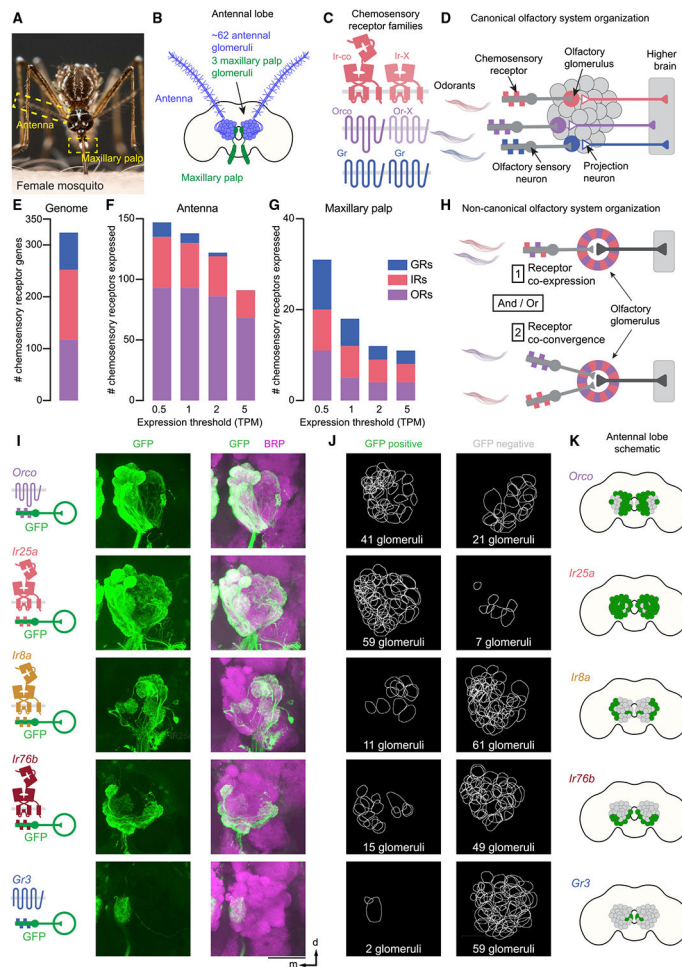 A
Antenna
Maxillary palp
Female mosquito
B
Antennal lobe
~62 antennal
glomeruli
3 maxillary palp
glomeruli
Antenna
Maxillary palp
C
Chemosensory
receptor families
Ir-co
Ir-X
Orco
Or-X
Gr
Gr
Odorants
D
Canonical olfactory system organization
Chemosensory
receptor
Olfactory
glomerulus
Higher
brain
Olfactory sensory
neuron
Projection
neuron
E
Genome
# chemosensory receptor genes
350
300
200
100
0
F
Antenna
# chemosensory receptors expressed
150
100
50
0
0.5
1
2
5
Expression threshold (TPM)
G
Maxillary palp
# chemosensory receptors expressed
40
20
0
GRs
IRs
ORs
0.5
1
2
5
Expression threshold (TPM)
H
Non-canonical olfactory system organization
1
Receptor
co-expression
And / Or
2
Receptor
co-convergence
Olfactory
glomerulus
I
GFP
GFP BRP
J
GFP positive
GFP negative
K
Antennal lobe
schematic
Orco
GFP
41 glomeruli
21 glomeruli
Orco
Ir25a
GFP
59 glomeruli
7 glomeruli
Ir25a
Ir8a
GFP
11 glomeruli
61 glomeruli
Ir8a
Ir76b
GFP
15 glomeruli
49 glomeruli
Ir76b
Gr3
GFP
2 glomeruli
59 glomeruli
Gr3
d
m